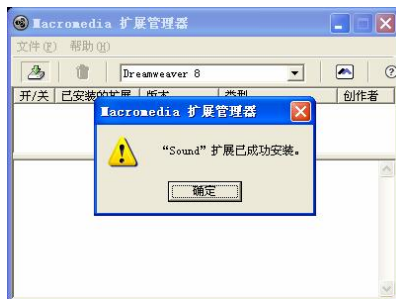 Macromedia 扩展管理器
文件(F) 帮助(H)
Dreamweaver 8
开/关 已安装的扩展 版本 类型 创作者
Macromedia 扩展管理器
“Sound”扩展已成功安装。
确定